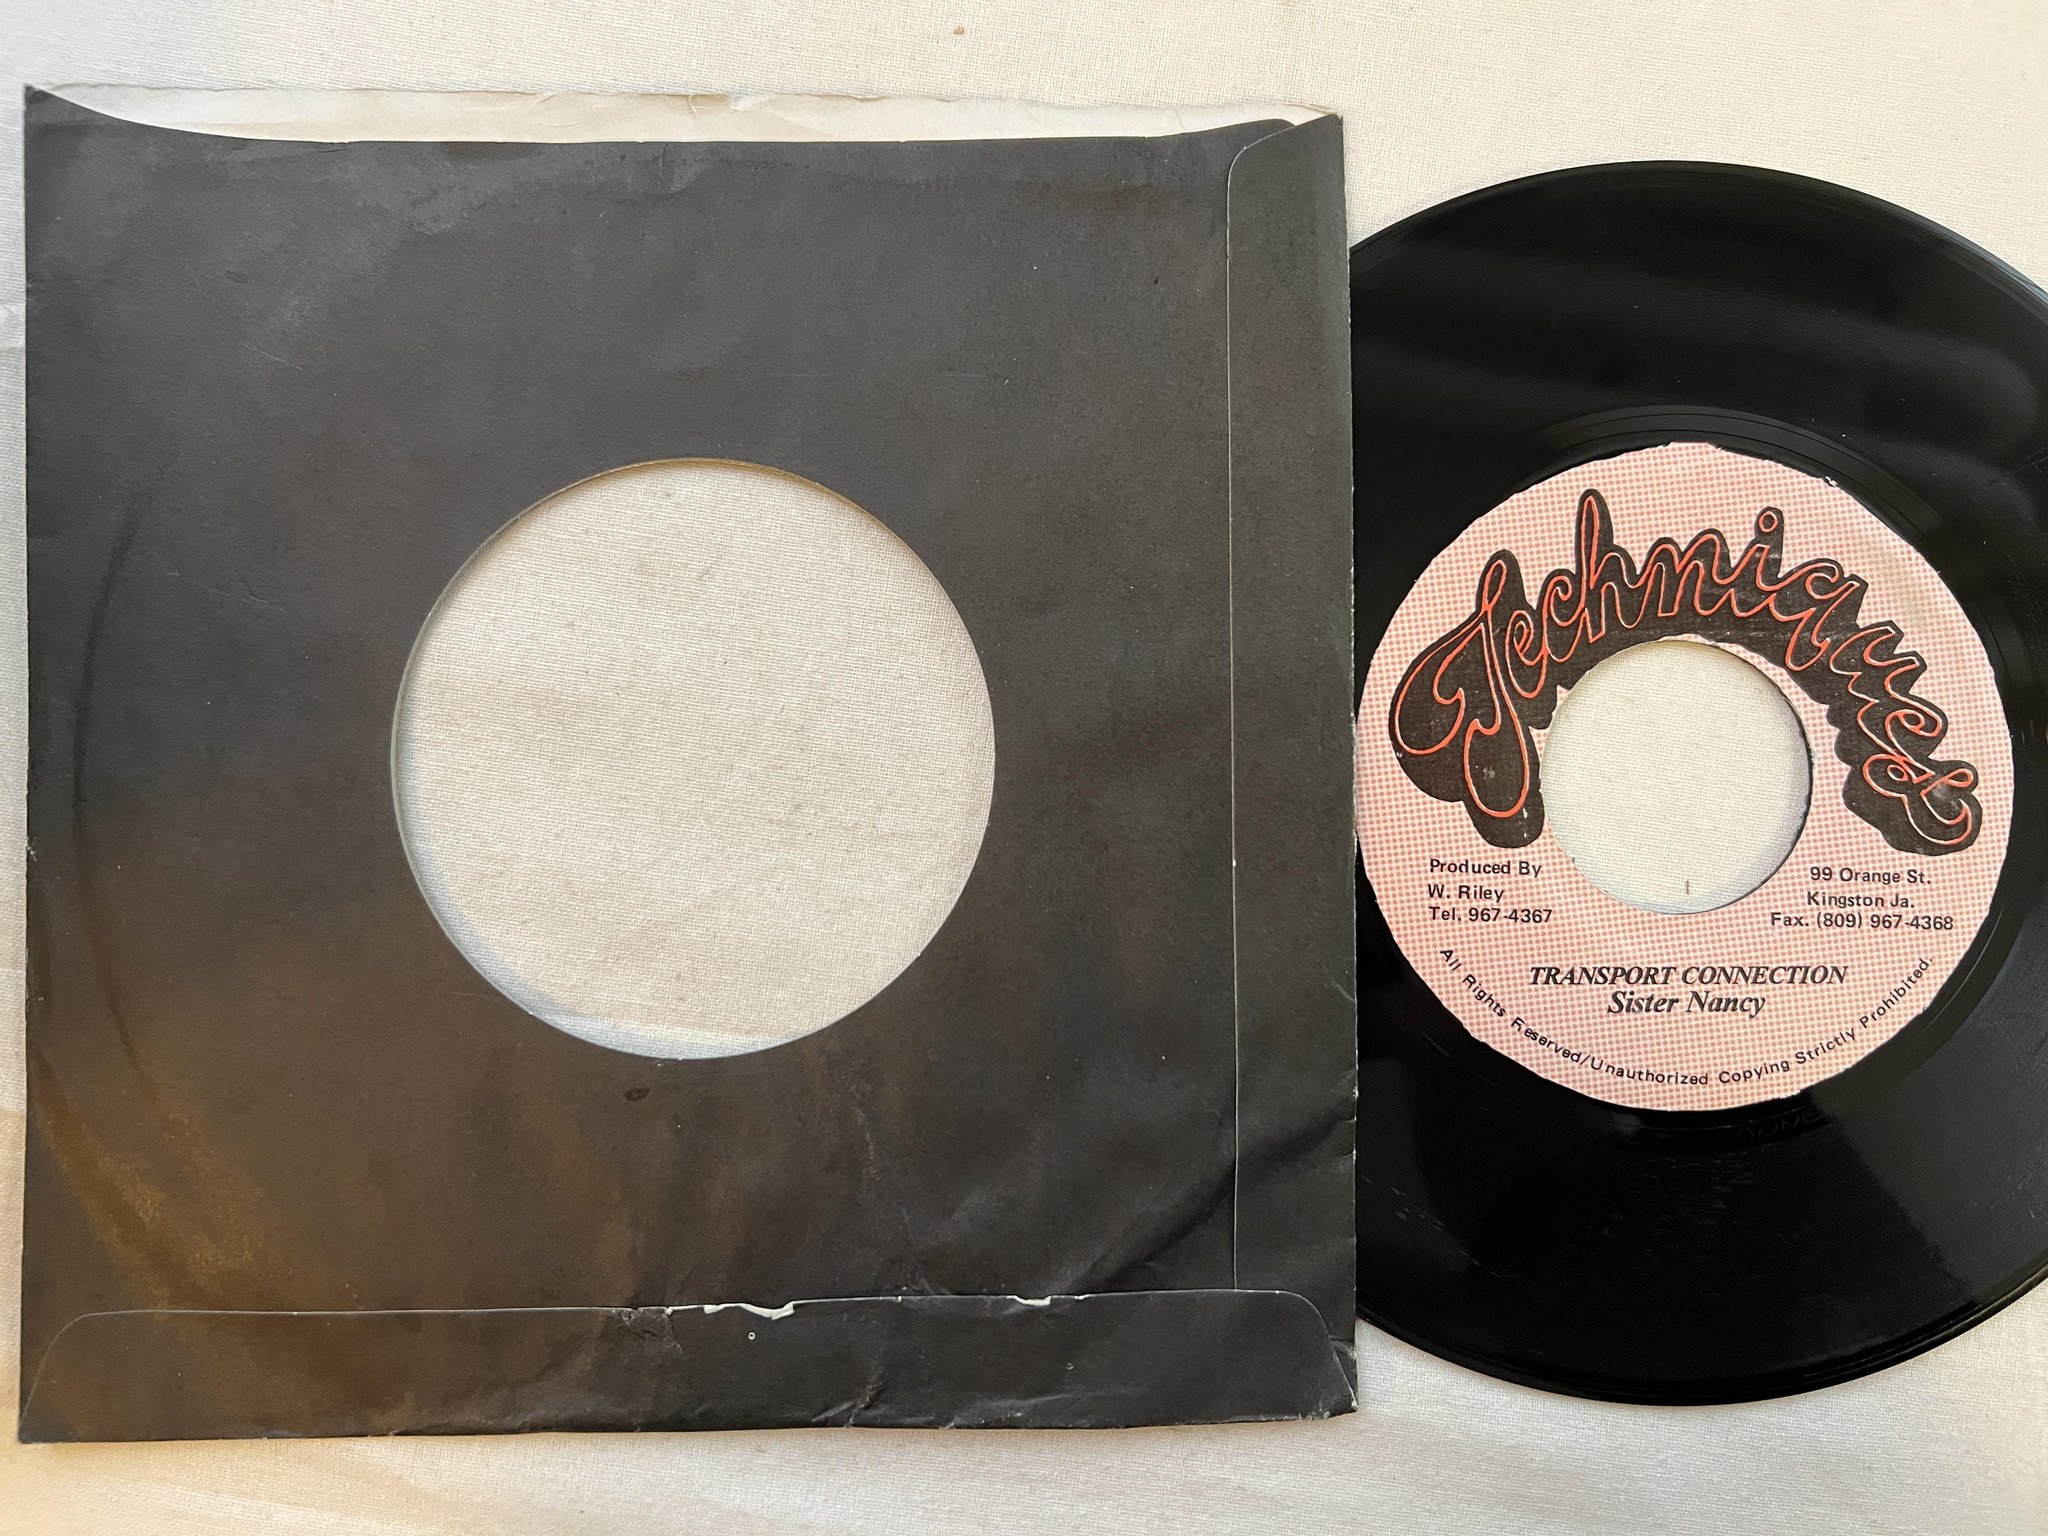 Techniques
Produced By
W. Riley
Tel. 967-4367
99 Orange St.
Kingston Ja.
Fax. (809) 967-4368
TRANSPORT CONNECTION
Sister Nancy
All Rights Reserved/Unauthorized Copying Strictly Prohibited.